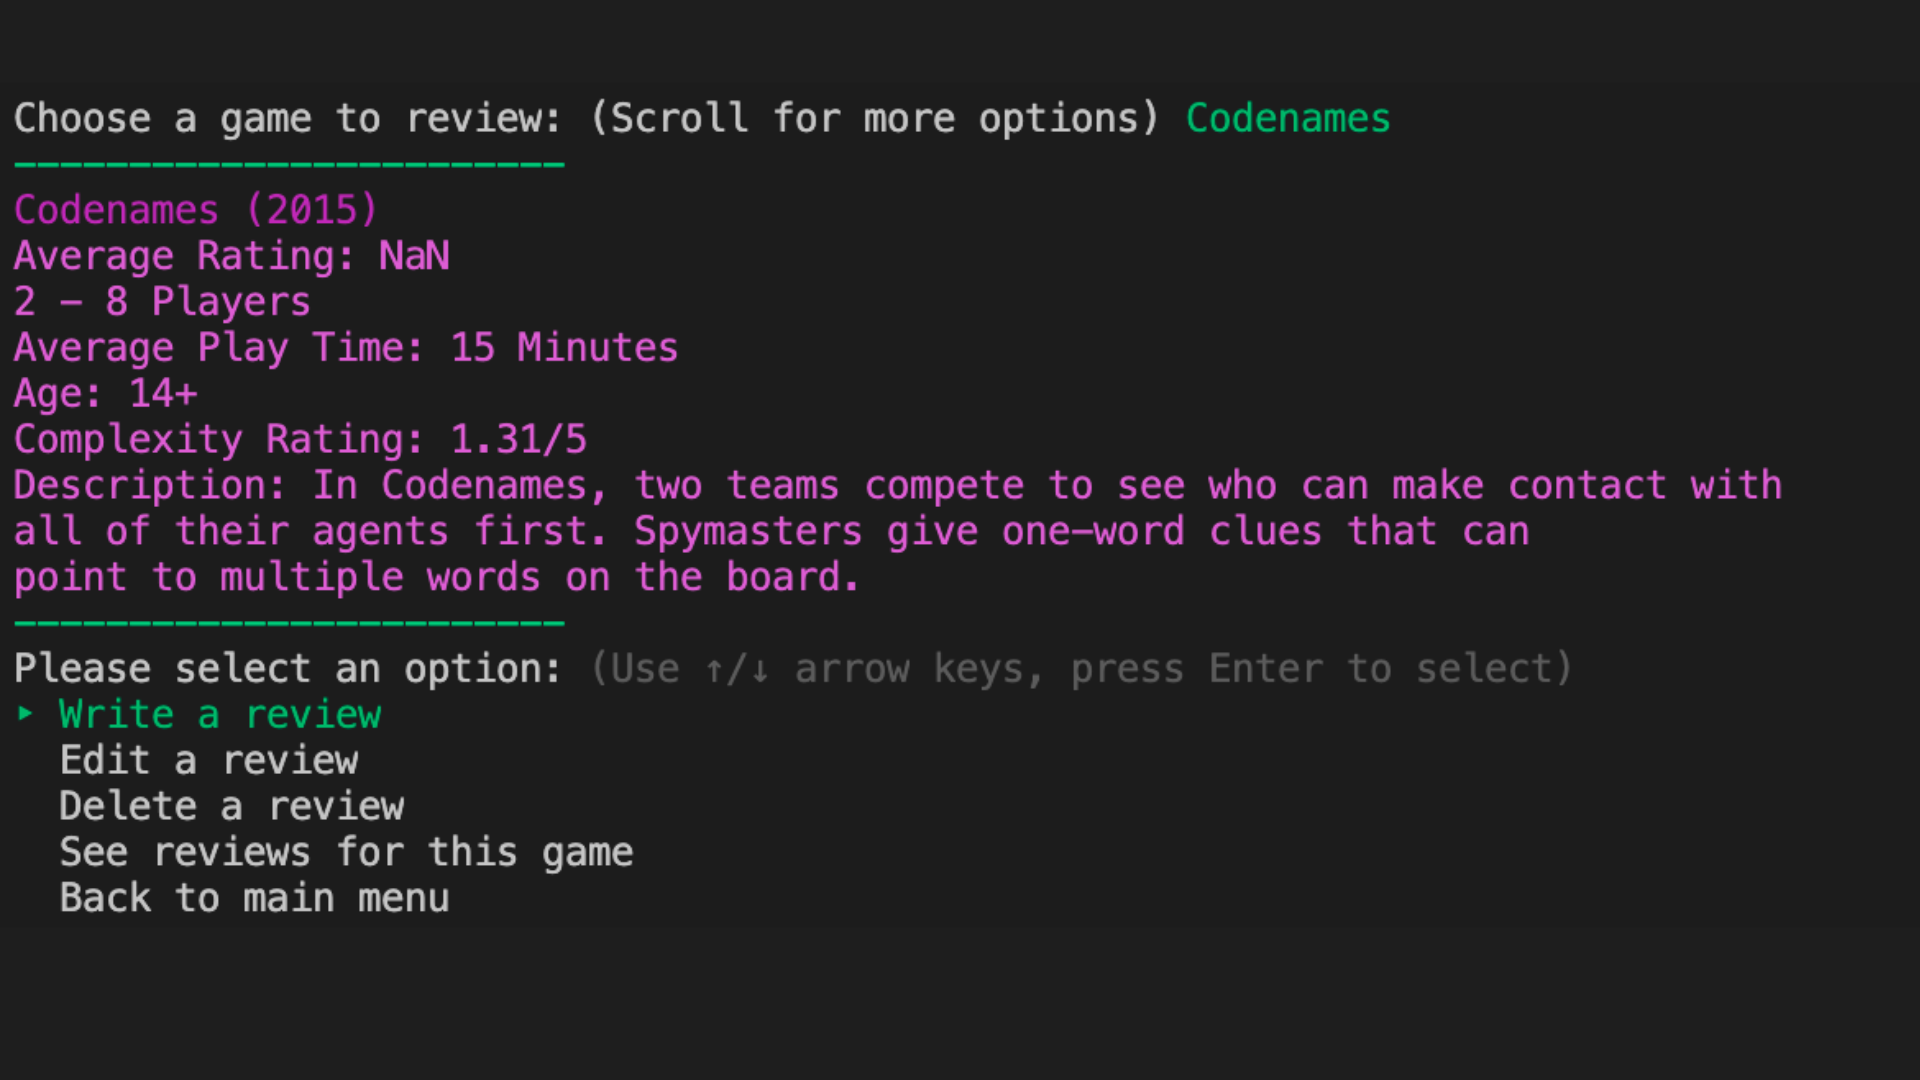 Choose a game to review: (Scroll for more options) Codenames
------------------------
Codenames (2015)
Average Rating: NaN
2 - 8 Players
Average Play Time: 15 Minutes
Age: 14+
Complexity Rating: 1.31/5
Description: In Codenames, two teams compete to see who can make contact with
all of their agents first. Spymasters give one-word clues that can
point to multiple words on the board.
------------------------
Please select an option: (Use ↑/↓ arrow keys, press Enter to select)
‣ Write a review
Edit a review
Delete a review
See reviews for this game
Back to main menu